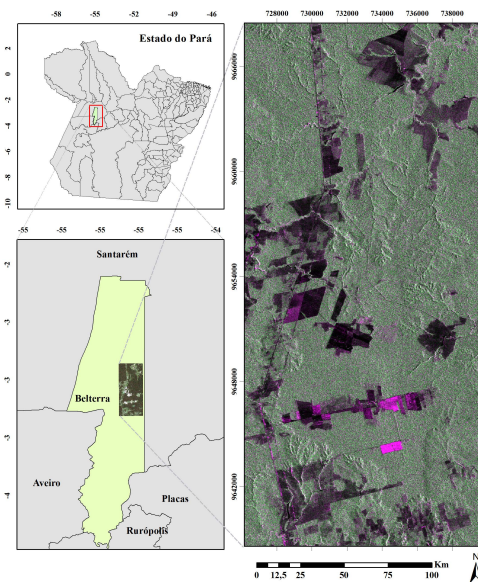 -58 -55 -52 -49 -46
Estado do Pará
2
0
-2
-4
-6
-8
-10
-55 -55 -55 -55 -54
Santarém
-2
-3
-3
-3
-4
Belterra
Aveiro
Placas
Rurópolis
728000 730000 732000 734000 736000 738000
9666000
9660000
9654000
9648000
9642000
Km
0 12,5 25 50 75 100
N